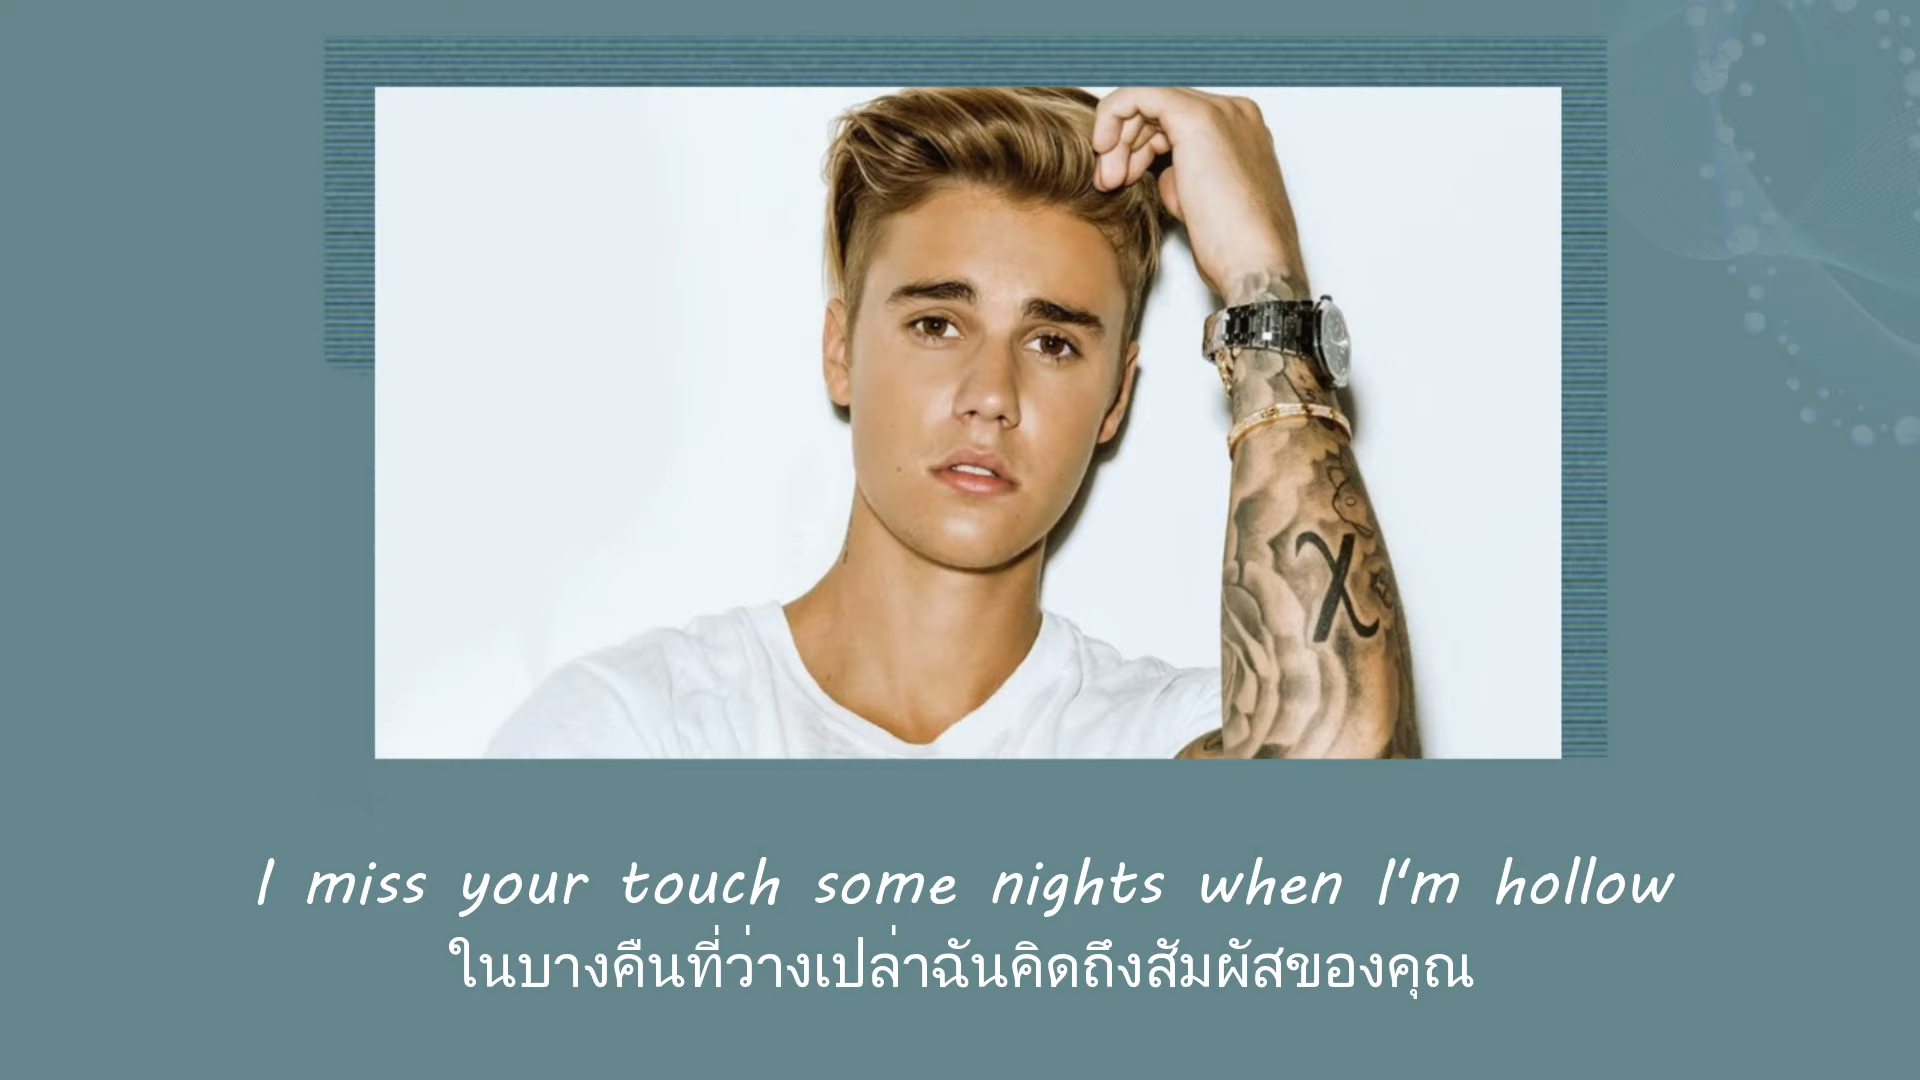 I miss your touch some nights when I'm hollow
ในบางคืนที่ว่างเปล่าฉันคิดถึงสัมผัสของคุณ